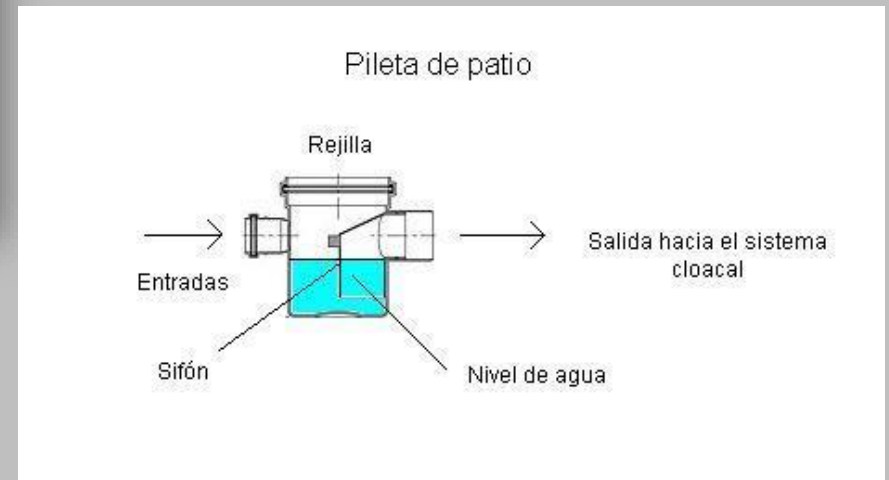 Pileta de patio
Rejilla
Entradas
Salida hacia el sistema
cloacal
Sifón
Nivel de agua